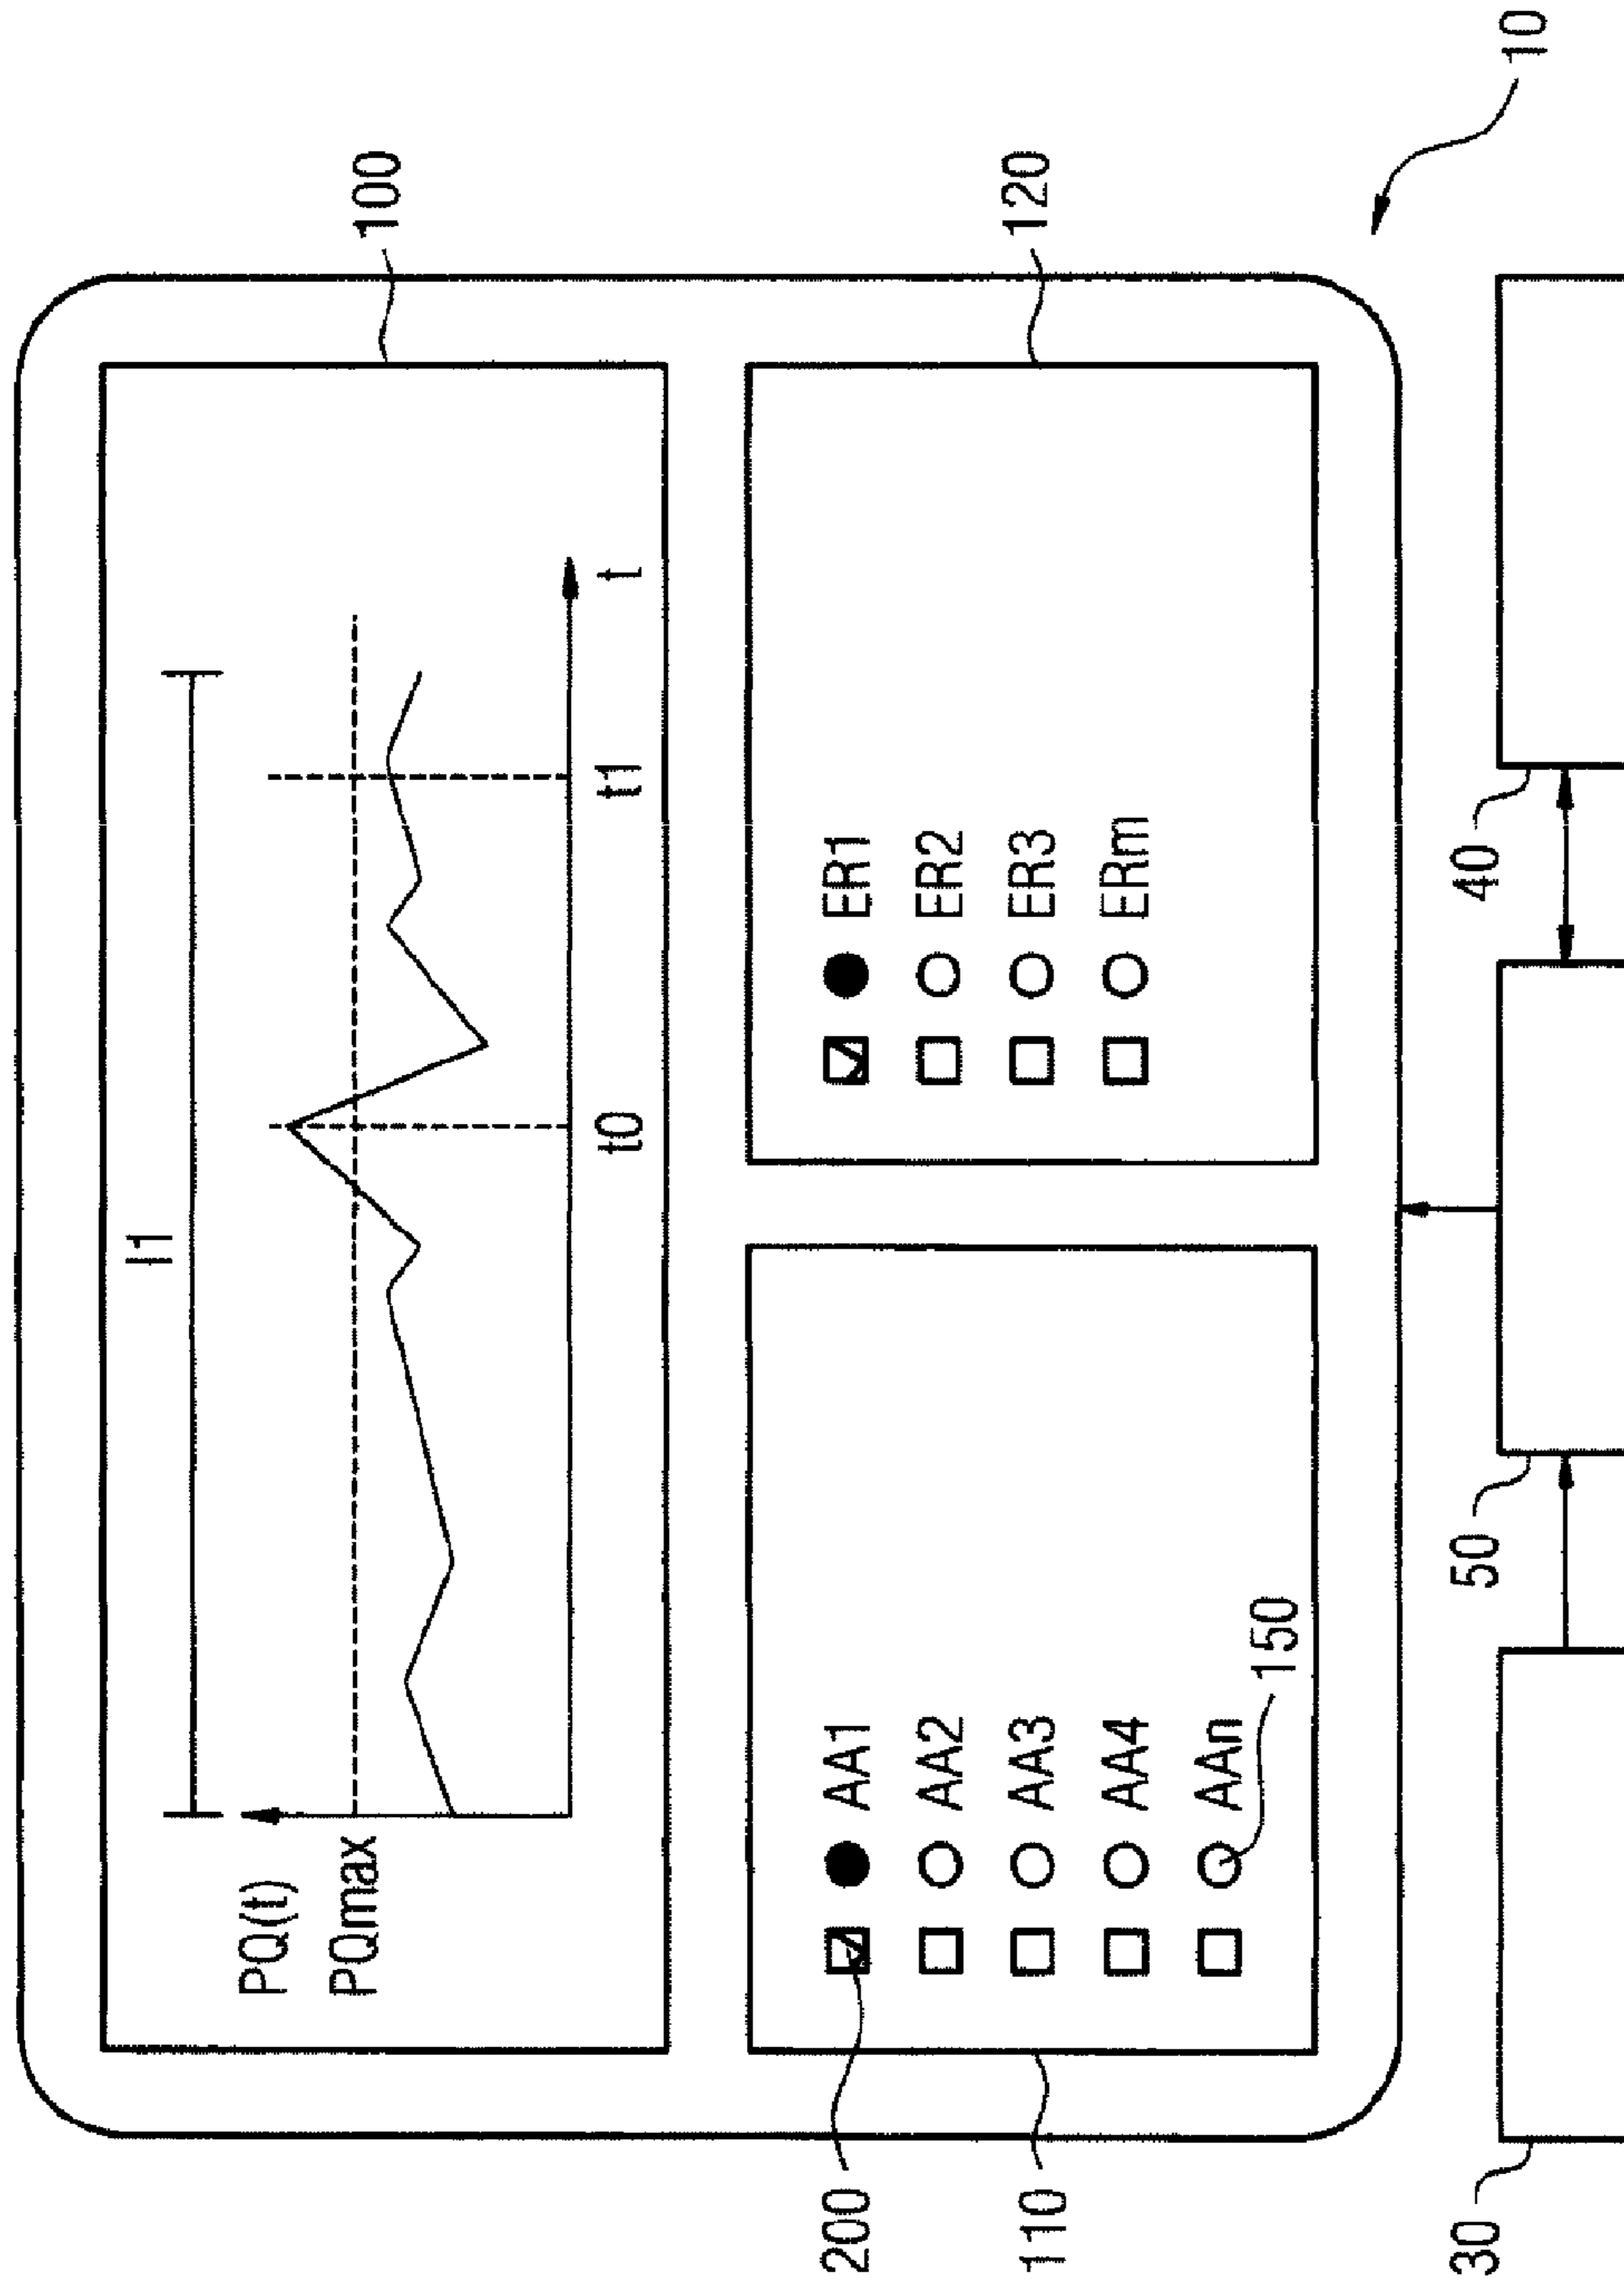 I1
PQ(t)
PQmax
t0
t1
t
100
AA1
AA2
AA3
AA4
AAn
150
200
110
ER1
ER2
ER3
ERm
120
10
30
50
40